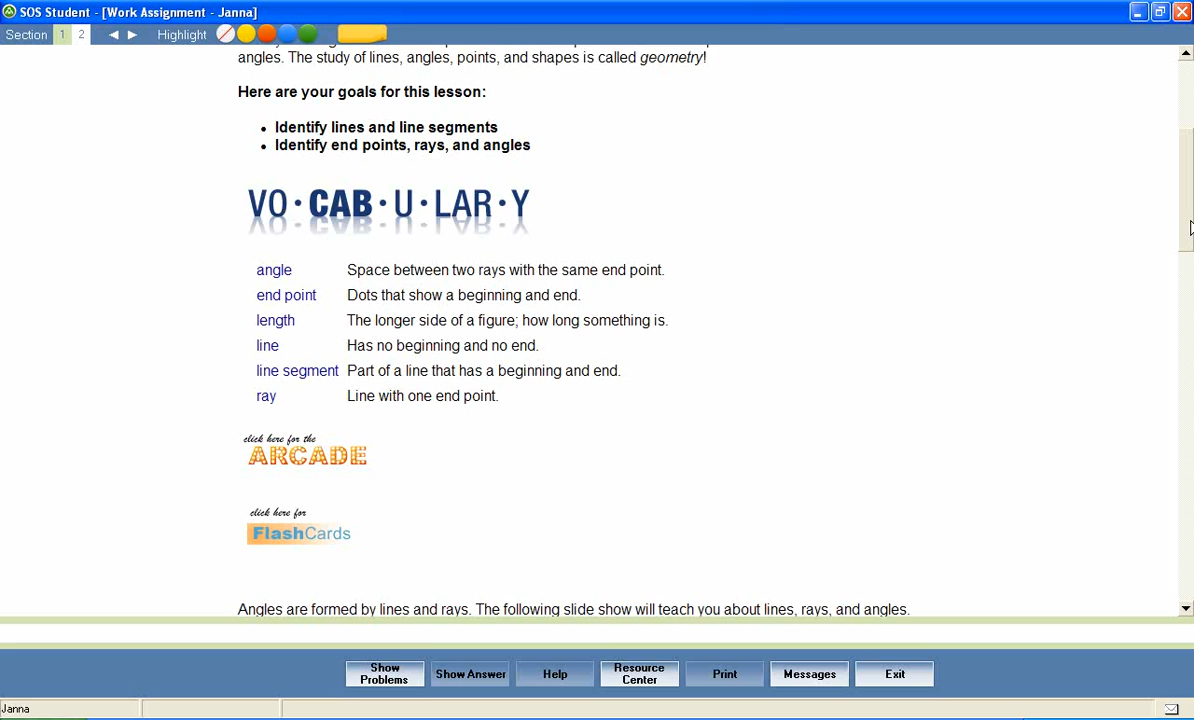 SOS Student - [Work Assignment - Janna]
Section 1 2 Highlight
angles. The study of lines, angles, points, and shapes is called geometry!
Here are your goals for this lesson:
• Identify lines and line segments
• Identify end points, rays, and angles
VO·CAB·U·LAR·Y
angle Space between two rays with the same end point.
end point Dots that show a beginning and end.
length The longer side of a figure; how long something is.
line Has no beginning and no end.
line segment Part of a line that has a beginning and end.
ray Line with one end point.
click here for the
ARCADE
click here for
FlashCards
Angles are formed by lines and rays. The following slide show will teach you about lines, rays, and angles.
Show Problems Show Answer Help Resource Center Print Messages Exit
Janna